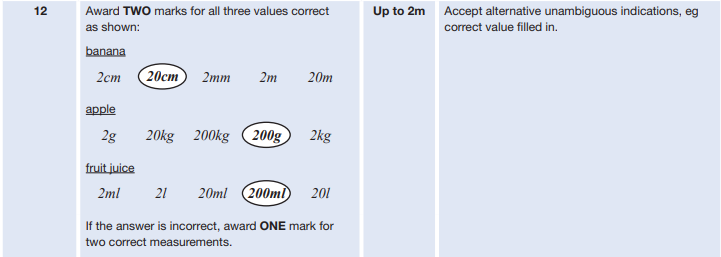 12
Award TWO marks for all three values correct
as shown:
banana
2cm 20cm 2mm 2m 20m
apple
2g 20kg 200kg 200g 2kg
fruit juice
2ml 2l 20ml 200ml 20l
If the answer is incorrect, award ONE mark for
two correct measurements.
Up to 2m
Accept alternative unambiguous indications, eg
correct value filled in.